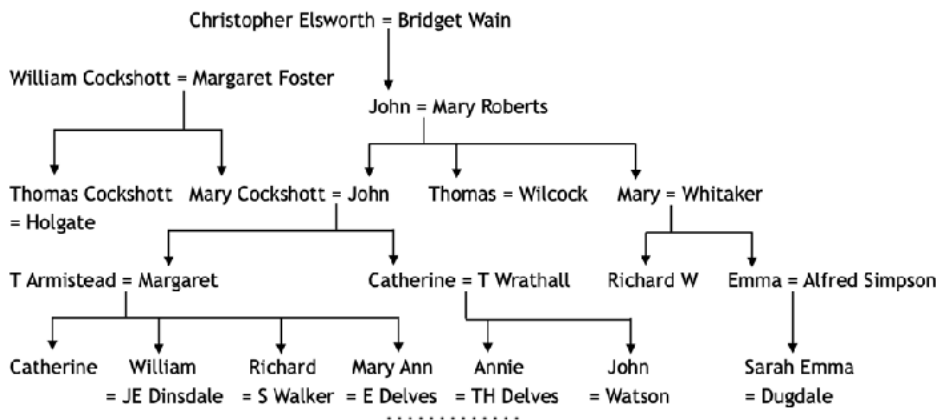 Christopher Elsworth = Bridget Wain
William Cockshott = Margaret Foster
John = Mary Roberts
Thomas Cockshott
= Holgate
Mary Cockshott = John
Thomas = Wilcock
Mary = Whitaker
T Armistead = Margaret
Catherine = T Wrathall
Richard W
Emma = Alfred Simpson
Catherine
William
= JE Dinsdale
Richard
= S Walker
Mary Ann
= E Delves
Annie
= TH Delves
John
= Watson
Sarah Emma
= Dugdale